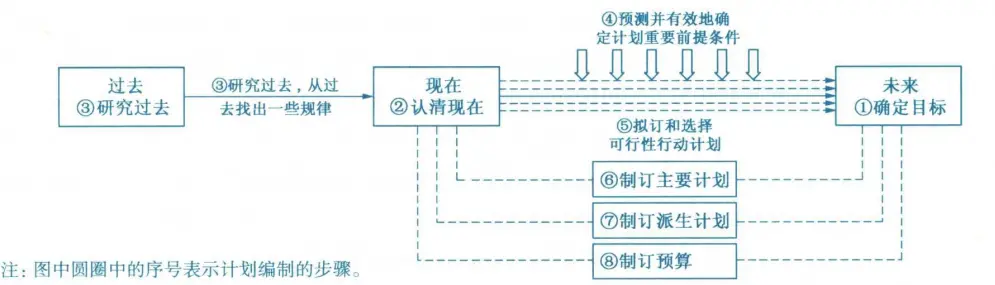 ④预测并有效地确
定计划重要前提条件
过去
③研究过去
③研究过去，从过
去找出一些规律
现在
②认清现在
未来
①确定目标
⑤拟订和选择
可行性行动计划
⑥制订主要计划
⑦制订派生计划
⑧制订预算
注：图中圆圈中的序号表示计划编制的步骤。